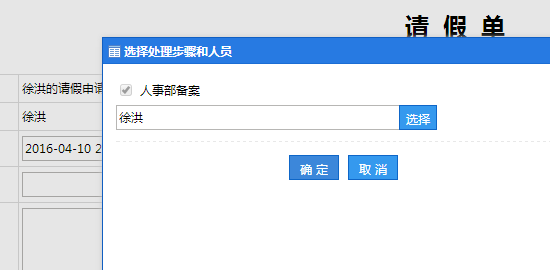 请 假 单
选择处理步骤和人员
徐洪的请假申请
人事部备案
徐洪
徐洪
选择
2016-04-10 2
确 定
取 消